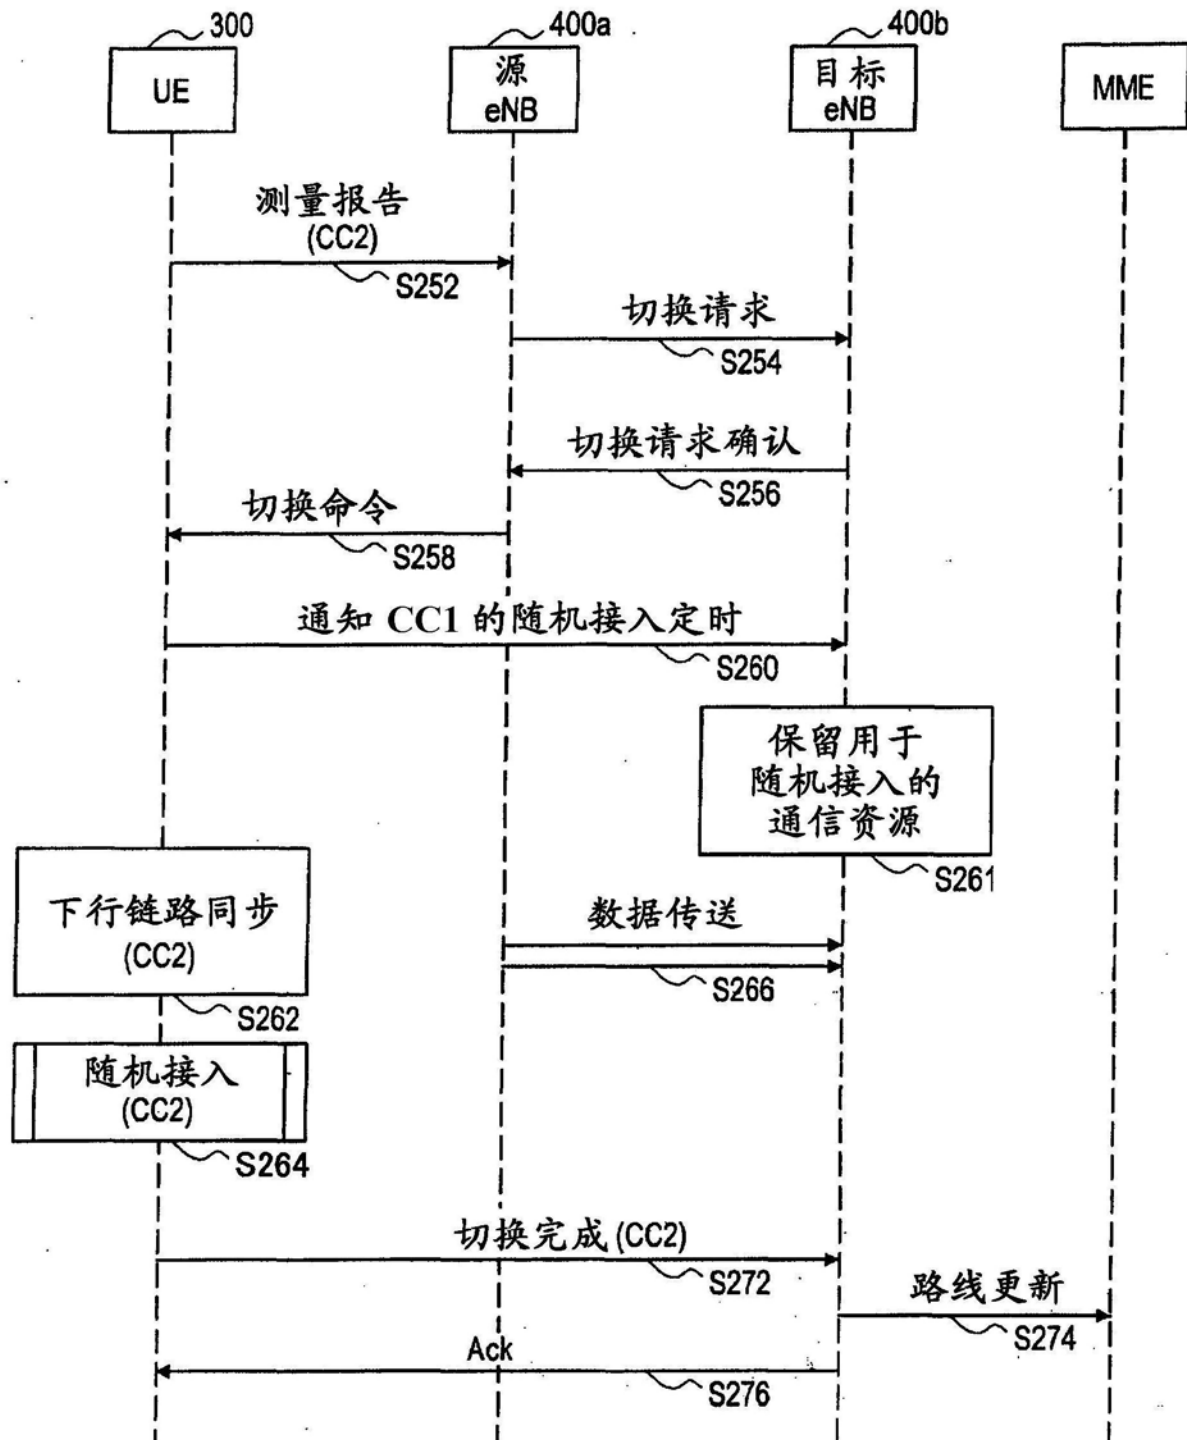 300
400a
400b
UE
源
eNB
目标
eNB
MME
测量报告
(CC2)
S252
切换请求
S254
切换请求确认
S256
切换命令
S258
通知 CC1 的随机接入定时
S260
保留用于
随机接入的
通信资源
S261
下行链路同步
(CC2)
S262
数据传送
S266
随机接入
(CC2)
S264
切换完成(CC2)
S272
路线更新
S274
Ack
S276